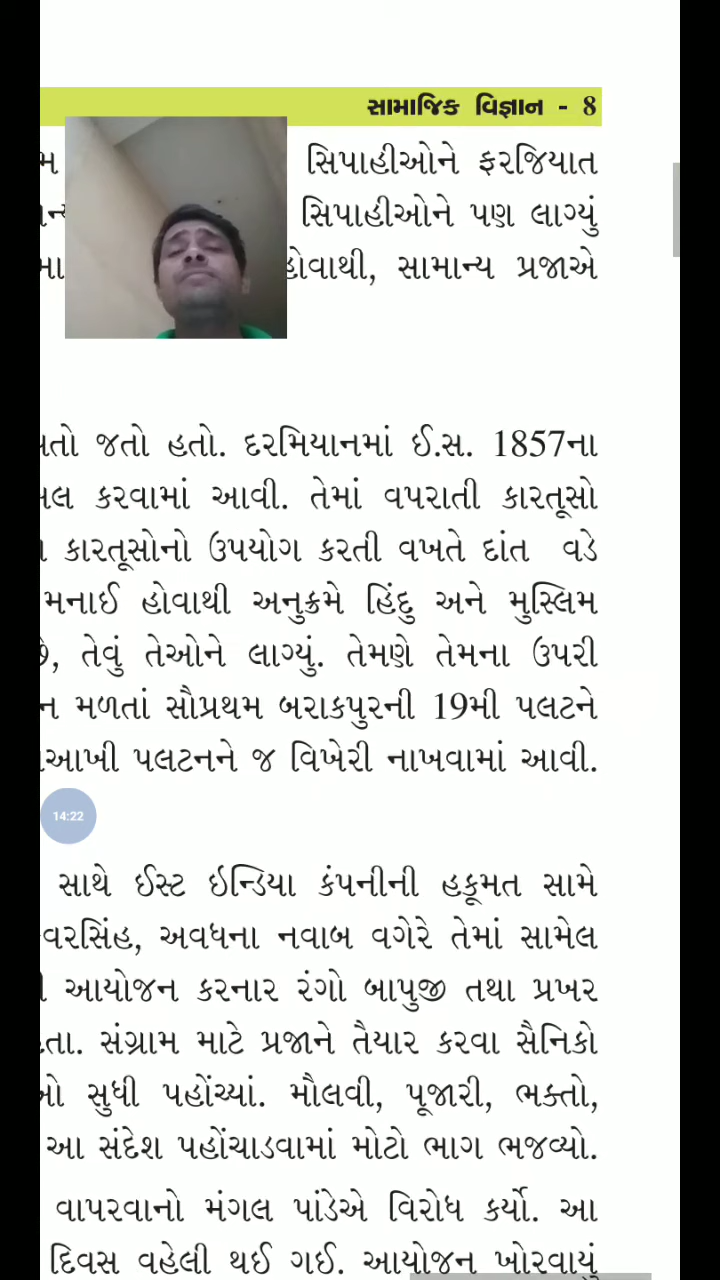 સામાજિક વિજ્ઞાન - 8
સિપાહીઓને ફરજિયાત
સિપાહીઓને પણ લાગ્યું
હોવાથી, સામાન્ય પ્રજાએ
જતો હતો. દરમિયાનમાં ઈ.સ. 1857ના
કરવામાં આવી. તેમાં વપરાતી કારતૂસો
કારતૂસોનો ઉપયોગ કરતી વખતે દાંત વડે
મનાઈ હોવાથી અનુક્રમે હિંદુ અને મુસ્લિમ
તેવું તેઓને લાગ્યું. તેમણે તેમના ઉપરી
મળતાં સૌપ્રથમ બરાકપુરની 19મી પલટને
આખી પલટનને જ વિખેરી નાખવામાં આવી.
14:22
સાથે ઈસ્ટ ઇન્ડિયા કંપનીની હકૂમત સામે
વરસિંહ, અવધના નવાબ વગેરે તેમાં સામેલ
આયોજન કરનાર રંગો બાપુજી તથા પ્રખર
સંગ્રામ માટે પ્રજાને તૈયાર કરવા સૈનિકો
સુધી પહોંચ્યાં. મૌલવી, પૂજારી, ભક્તો,
આ સંદેશ પહોંચાડવામાં મોટો ભાગ ભજવ્યો.
વાપરવાનો મંગલ પાંડેએ વિરોધ કર્યો. આ
દિવસ વહેલી થઈ ગઈ. આયોજન ખોરવાયું